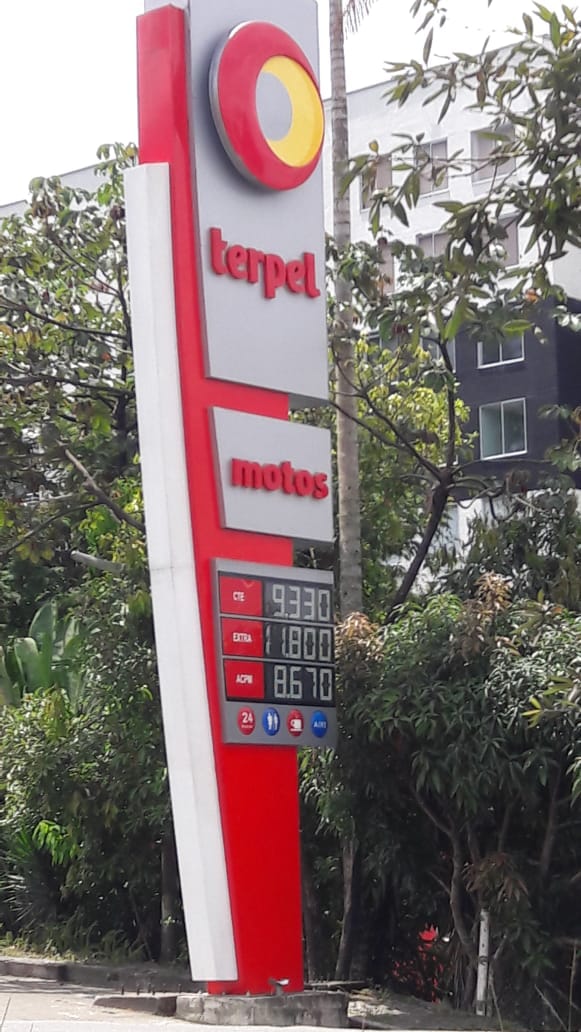 terpel
motos
CTE 9.330
EXTRA 11.800
ACPM 8.670
24
AIRE